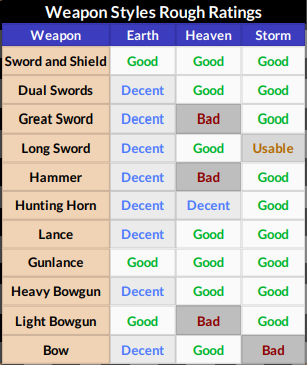 Weapon Styles Rough Ratings
Weapon Earth Heaven Storm
Sword and Shield Good Good Good
Dual Swords Decent Good Good
Great Sword Decent Bad Good
Long Sword Decent Good Usable
Hammer Decent Bad Good
Hunting Horn Decent Decent Good
Lance Decent Good Good
Gunlance Good Good Good
Heavy Bowgun Decent Good Good
Light Bowgun Good Bad Good
Bow Decent Good Bad